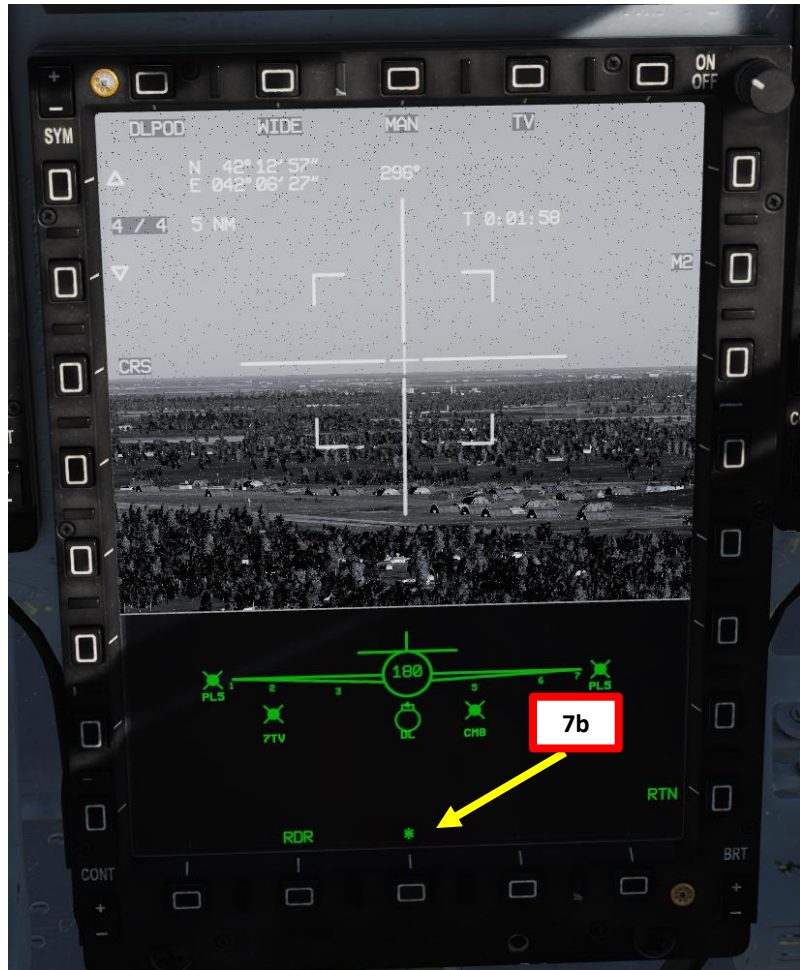 ON
OFF
+
-
SYM
DLPOD WIDE MAN TV
N 42°12'57"
E 042°06'27"
296°
4 / 4 5 NM T 0:01:58
M2
CRS
180
PL5 1 2 3 5 6 7 PL5
7TV DL CM8
7b
RTN
RDR *
CONT BRT
+ +
- -